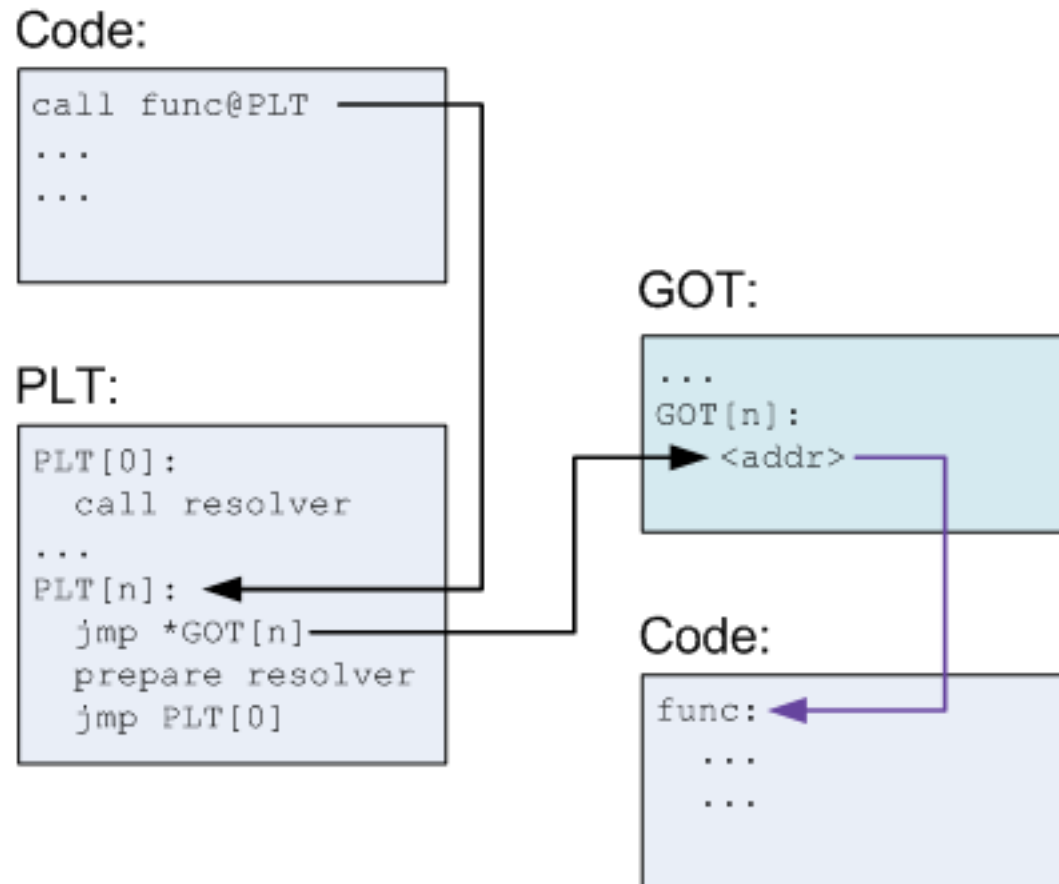 Code:
call func@PLT
...
...
PLT:
PLT[0]:
call resolver
...
PLT[n]:
jmp *GOT[n]
prepare resolver
jmp PLT[0]
GOT:
...
GOT[n]:
<addr>
Code:
func:
...
...